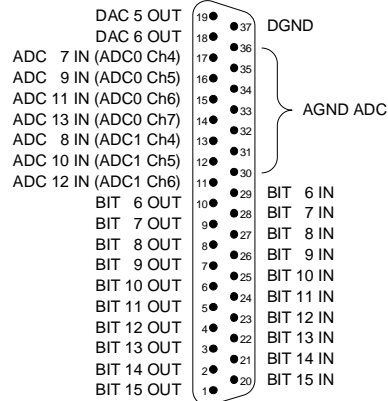 DAC 5 OUT 19 37 DGND
DAC 6 OUT 18 36
ADC 7 IN (ADC0 Ch4) 17 35
ADC 9 IN (ADC0 Ch5) 16 34
ADC 11 IN (ADC0 Ch6) 15 33 AGND ADC
ADC 13 IN (ADC0 Ch7) 14 32
ADC 8 IN (ADC1 Ch4) 13 31
ADC 10 IN (ADC1 Ch5) 12 30
ADC 12 IN (ADC1 Ch6) 11 29 BIT 6 IN
BIT 6 OUT 10 28 BIT 7 IN
BIT 7 OUT 9 27 BIT 8 IN
BIT 8 OUT 8 26 BIT 9 IN
BIT 9 OUT 7 25 BIT 10 IN
BIT 10 OUT 6 24 BIT 11 IN
BIT 11 OUT 5 23 BIT 12 IN
BIT 12 OUT 4 22 BIT 13 IN
BIT 13 OUT 3 21 BIT 14 IN
BIT 14 OUT 2 20 BIT 15 IN
BIT 15 OUT 1